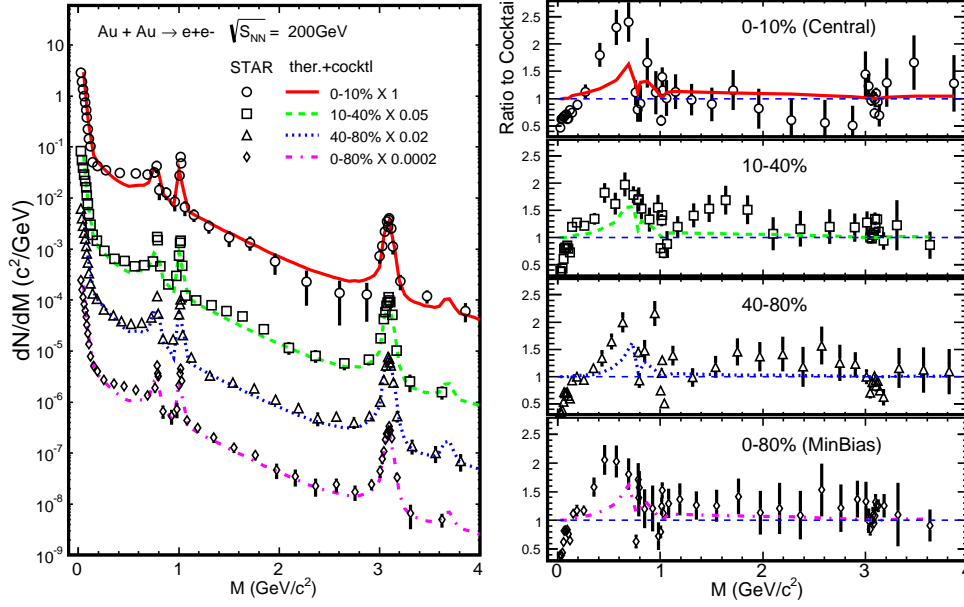 Au + Au → e+e- √S_NN = 200GeV
STAR ther.+cocktl
0-10% X 1
10-40% X 0.05
40-80% X 0.02
0-80% X 0.0002
dN/dM (c²/GeV)
10
1
10⁻¹
10⁻²
10⁻³
10⁻⁴
10⁻⁵
10⁻⁶
10⁻⁷
10⁻⁸
10⁻⁹
0 1 2 3 4
M (GeV/c²)
Ratio to Cocktail
0-10% (Central)
2.5
2
1.5
1
0.5
10-40%
2.5
2
1.5
1
0.5
40-80%
2.5
2
1.5
1
0.5
0-80% (MinBias)
2.5
2
1.5
1
0.5
0 1 2 3 4
M (GeV/c²)